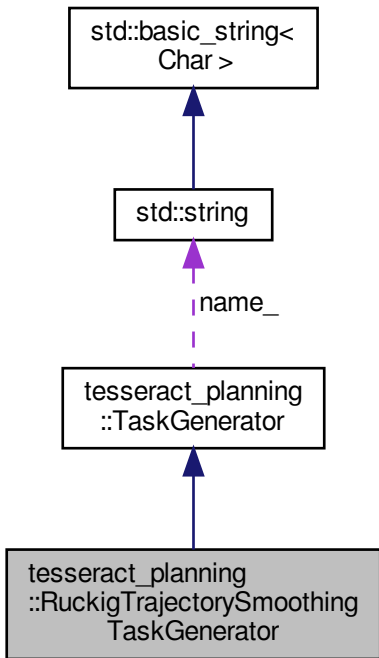 std::basic_string<
Char >
std::string
name_
tesseract_planning
::TaskGenerator
tesseract_planning
::RuckigTrajectorySmoothing
TaskGenerator